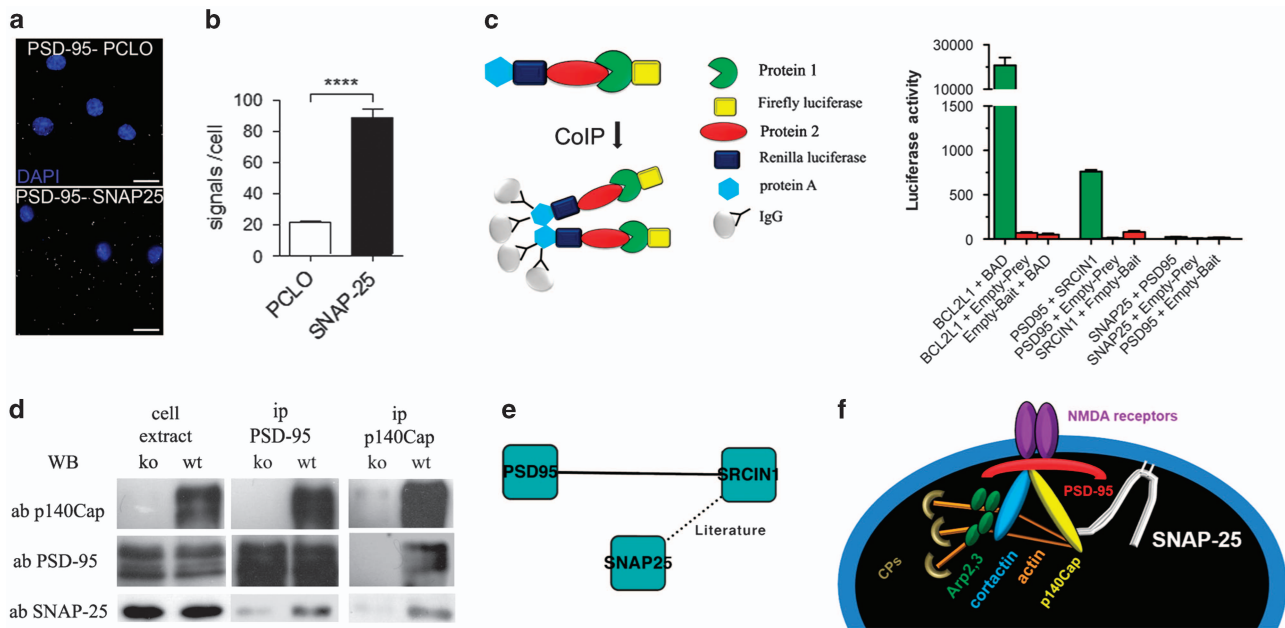 a
PSD-95- PCLO
DAPI
PSD-95- SNAP25
b
****
signals/cell
100
80
60
40
20
0
PCLO
SNAP-25
c
CoIP
Protein 1
Firefly luciferase
Protein 2
Renilla luciferase
protein A
IgG
Luciferase activity
30000
10000
1500
1000
500
0
BCL2L1 + BAD
BCL2L1 + Empty-Prey
Empty-Bait + BAD
PSD95 + SRCIN1
PSD95 + Empty-Prey
SRCIN1 + Empty-Bait
SNAP25 + PSD95
SNAP25 + Empty-Prey
PSD95 + Empty-Bait
d
cell extract
ip PSD-95
ip p140Cap
WB
ko wt
ko wt
ko wt
ab p140Cap
ab PSD-95
ab SNAP-25
e
PSD95
SRCIN1
Literature
SNAP25
f
NMDA receptors
PSD-95
SNAP-25
CPs
Arp2,3
cortactin
actin
p140Cap